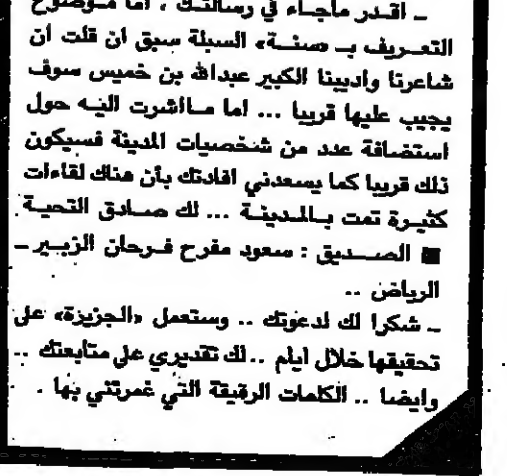 ـ اقدر ماجاء في رسالتك ، اما موضوع
التعريف بـ «سنة» السبلة سبق ان قلت ان
شاعرنا واديبنا الكبير عبدالله بن خميس سوف
يجيب عليها قريبا ... اما مااشرت اليه حول
استضافة عدد من شخصيات المدينة فسيكون
ذلك قريبا كما يسعدني افادتك بأن هناك لقاءات
كثيرة تمت بالمدينة ... لك صادق التحية
■ الصديق : سعود مفرح فرحان الزبير ـ
الرياض ..
ـ شكرا لك لدعوتك .. وستعمل «الجزيرة» على
تحقيقها خلال ايام .. لك تقديري على متابعتك ..
وايضا .. الكلمات الرقيقة التي غمرتني بها .